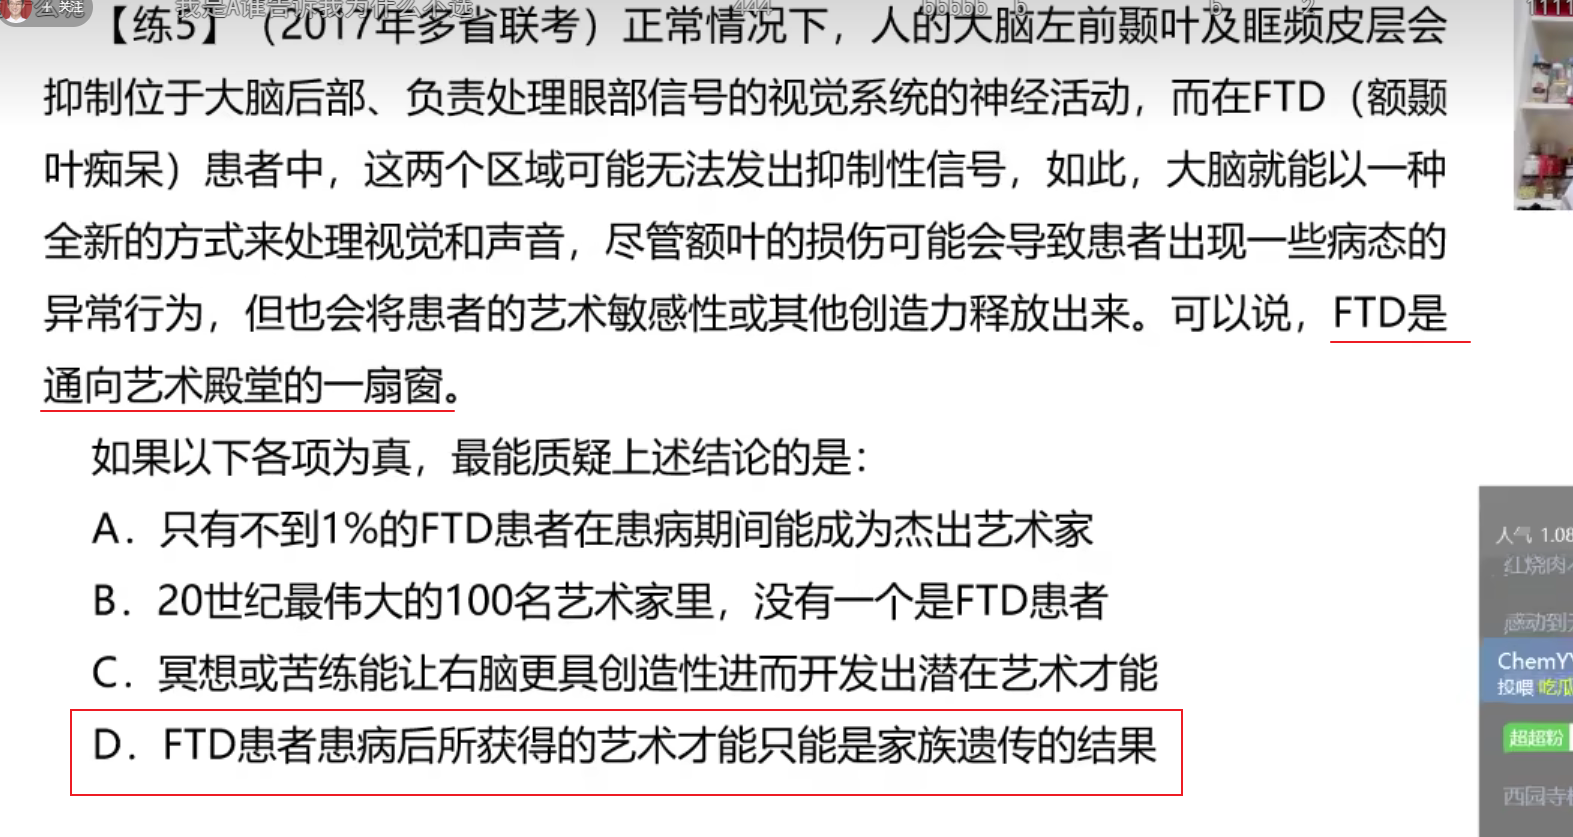 关注
我是A谁告诉我为什么不选
444
bbbbb
b
b
2
【练5】（2017年多省联考）正常情况下，人的大脑左前颞叶及眶频皮层会
抑制位于大脑后部、负责处理眼部信号的视觉系统的神经活动，而在FTD（额颞
叶痴呆）患者中，这两个区域可能无法发出抑制性信号，如此，大脑就能以一种
全新的方式来处理视觉和声音，尽管额叶的损伤可能会导致患者出现一些病态的
异常行为，但也会将患者的艺术敏感性或其他创造力释放出来。可以说，FTD是
通向艺术殿堂的一扇窗。
如果以下各项为真，最能质疑上述结论的是：
A．只有不到1%的FTD患者在患病期间能成为杰出艺术家
B．20世纪最伟大的100名艺术家里，没有一个是FTD患者
C．冥想或苦练能让右脑更具创造性进而开发出潜在艺术才能
D．FTD患者患病后所获得的艺术才能只能是家族遗传的结果
人气 1.08
红烧肉
感动到
ChemYY
投喂 吃瓜
超超粉
西园寺